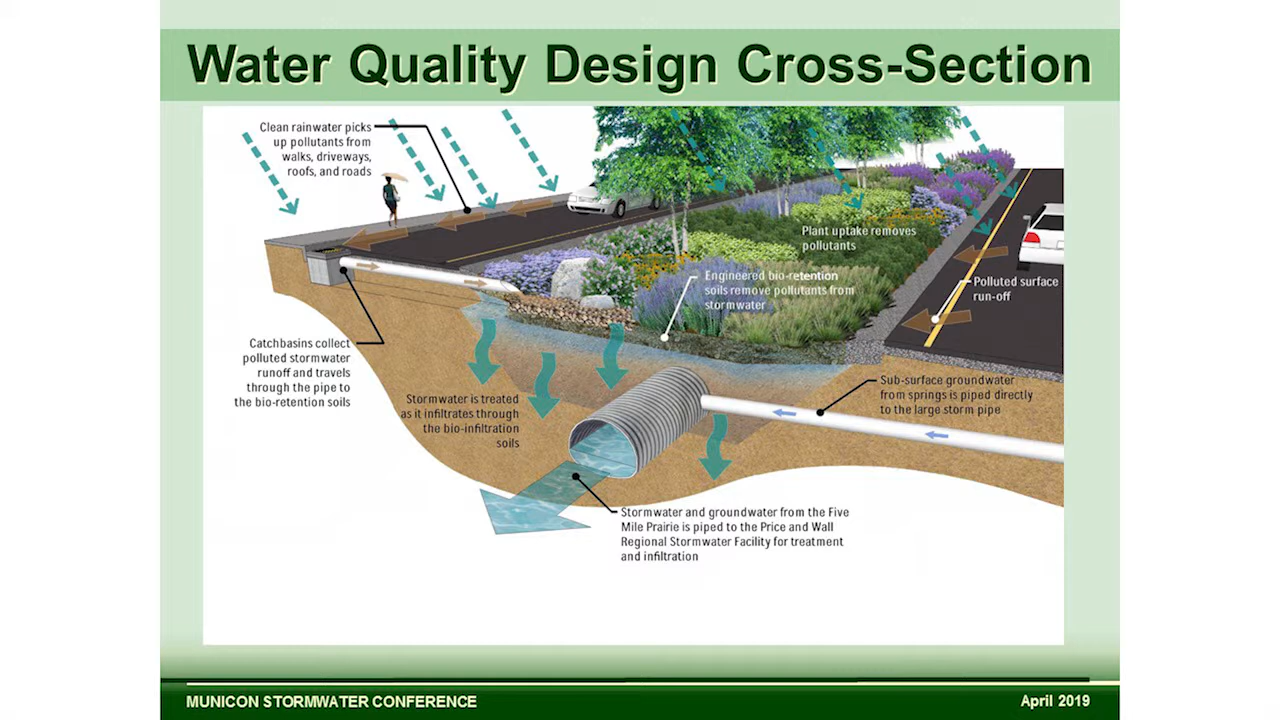 Water Quality Design Cross-Section
Clean rainwater picks
up pollutants from
walks, driveways,
roofs, and roads
Plant uptake removes
pollutants
Engineered bio-retention
soils remove pollutants from
stormwater
Polluted surface
run-off
Catchbasins collect
polluted stormwater
runoff and travels
through the pipe to
the bio-retention soils
Stormwater is treated
as it infiltrates through
the bio-infiltration
soils
Sub-surface groundwater
from springs is piped directly
to the large storm pipe
Stormwater and groundwater from the Five
Mile Prairie is piped to the Price and Wall
Regional Stormwater Facility for treatment
and infiltration
MUNICON STORMWATER CONFERENCE
April 2019